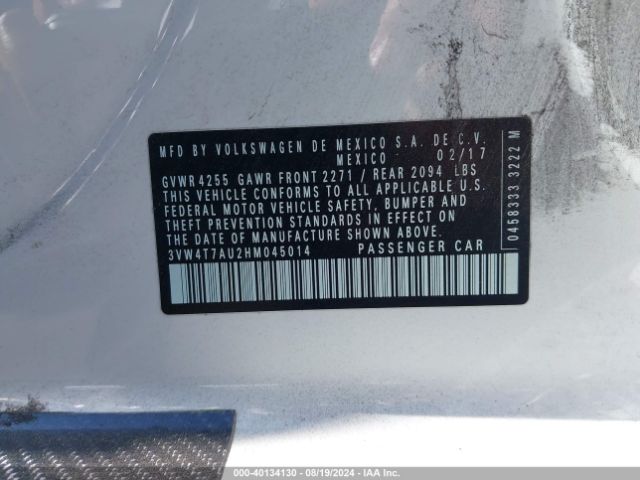 MFD BY VOLKSWAGEN DE MEXICO S.A. DE C.V.
MEXICO 02/17
GVWR 4255 GAWR FRONT 2271 / REAR 2094 LBS
THIS VEHICLE CONFORMS TO ALL APPLICABLE U.S.
FEDERAL MOTOR VEHICLE SAFETY, BUMPER AND
THEFT PREVENTION STANDARDS IN EFFECT ON
THE DATE OF MANUFACTURE SHOWN ABOVE.
3VW4T7AU2HM045014 PASSENGER CAR
0458333 3222 M
000-40134130 - 08/19/2024 - IAA Inc.